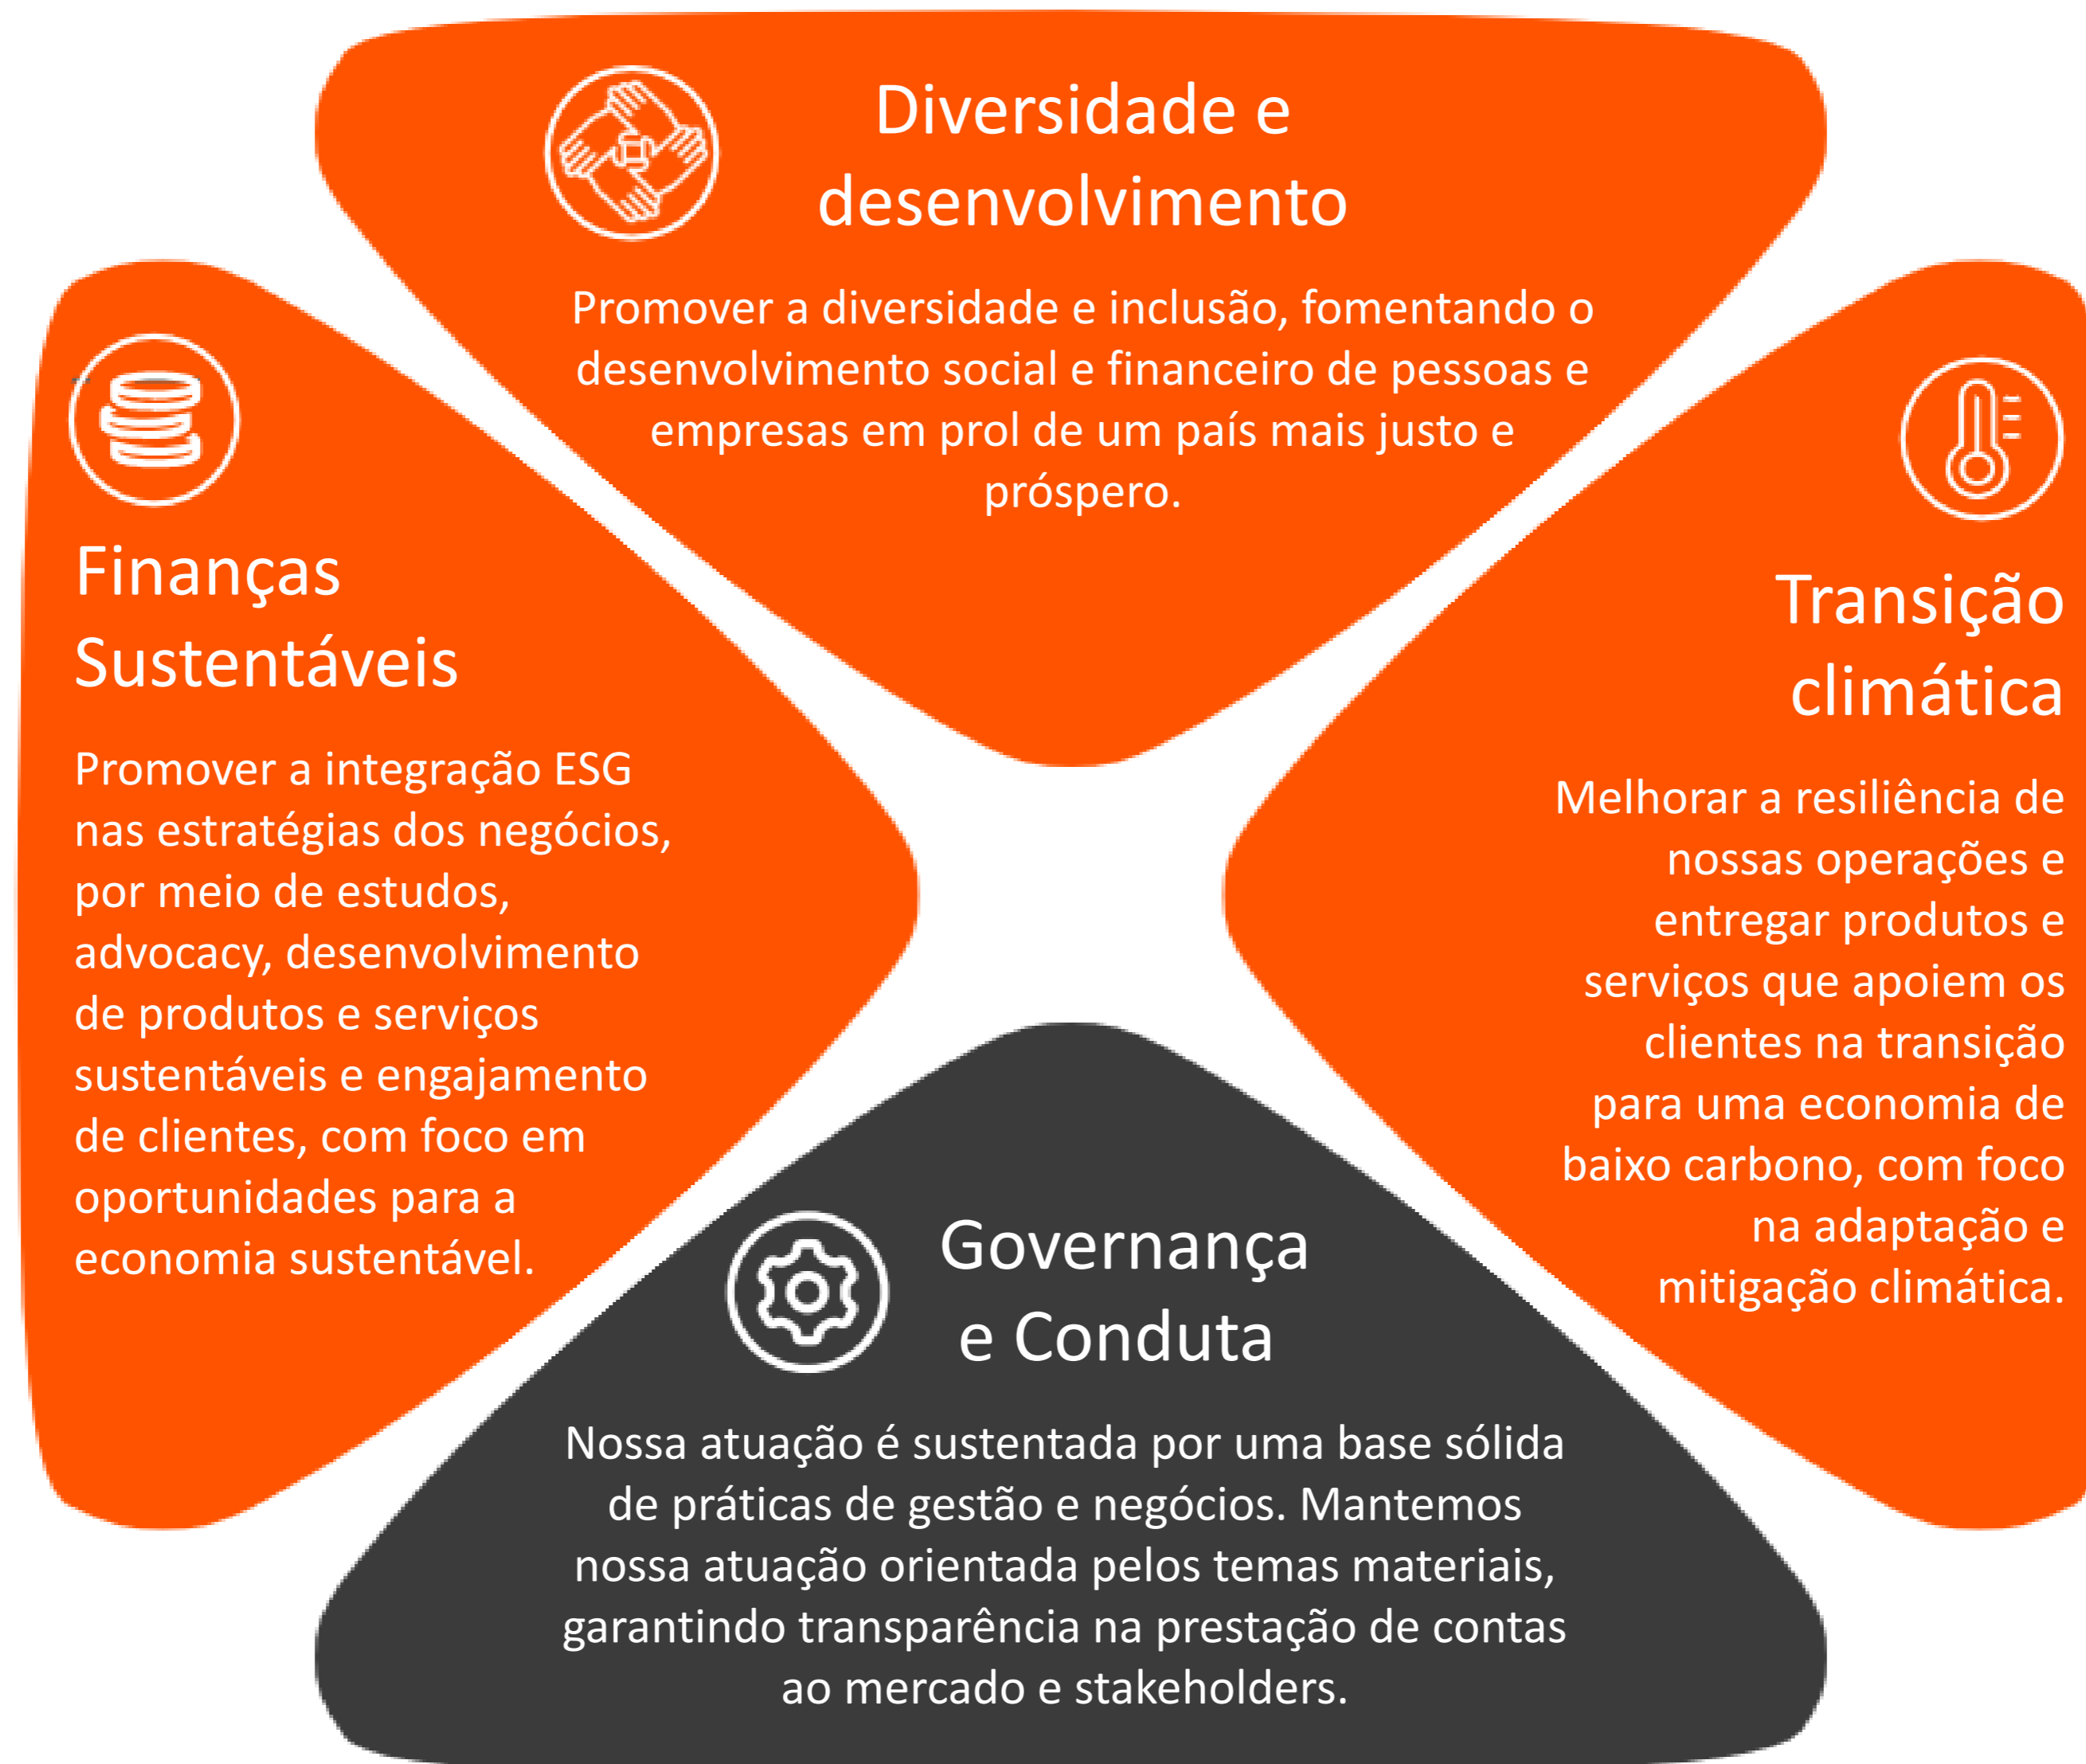 Diversidade e
desenvolvimento
Promover a diversidade e inclusão, fomentando o
desenvolvimento social e financeiro de pessoas e
empresas em prol de um país mais justo e
próspero.
Finanças
Sustentáveis
Promover a integração ESG
nas estratégias dos negócios,
por meio de estudos,
advocacy, desenvolvimento
de produtos e serviços
sustentáveis e engajamento
de clientes, com foco em
oportunidades para a
economia sustentável.
Transição
climática
Melhorar a resiliência de
nossas operações e
entregar produtos e
serviços que apoiem os
clientes na transição
para uma economia de
baixo carbono, com foco
na adaptação e
mitigação climática.
Governança
e Conduta
Nossa atuação é sustentada por uma base sólida
de práticas de gestão e negócios. Mantemos
nossa atuação orientada pelos temas materiais,
garantindo transparência na prestação de contas
ao mercado e stakeholders.